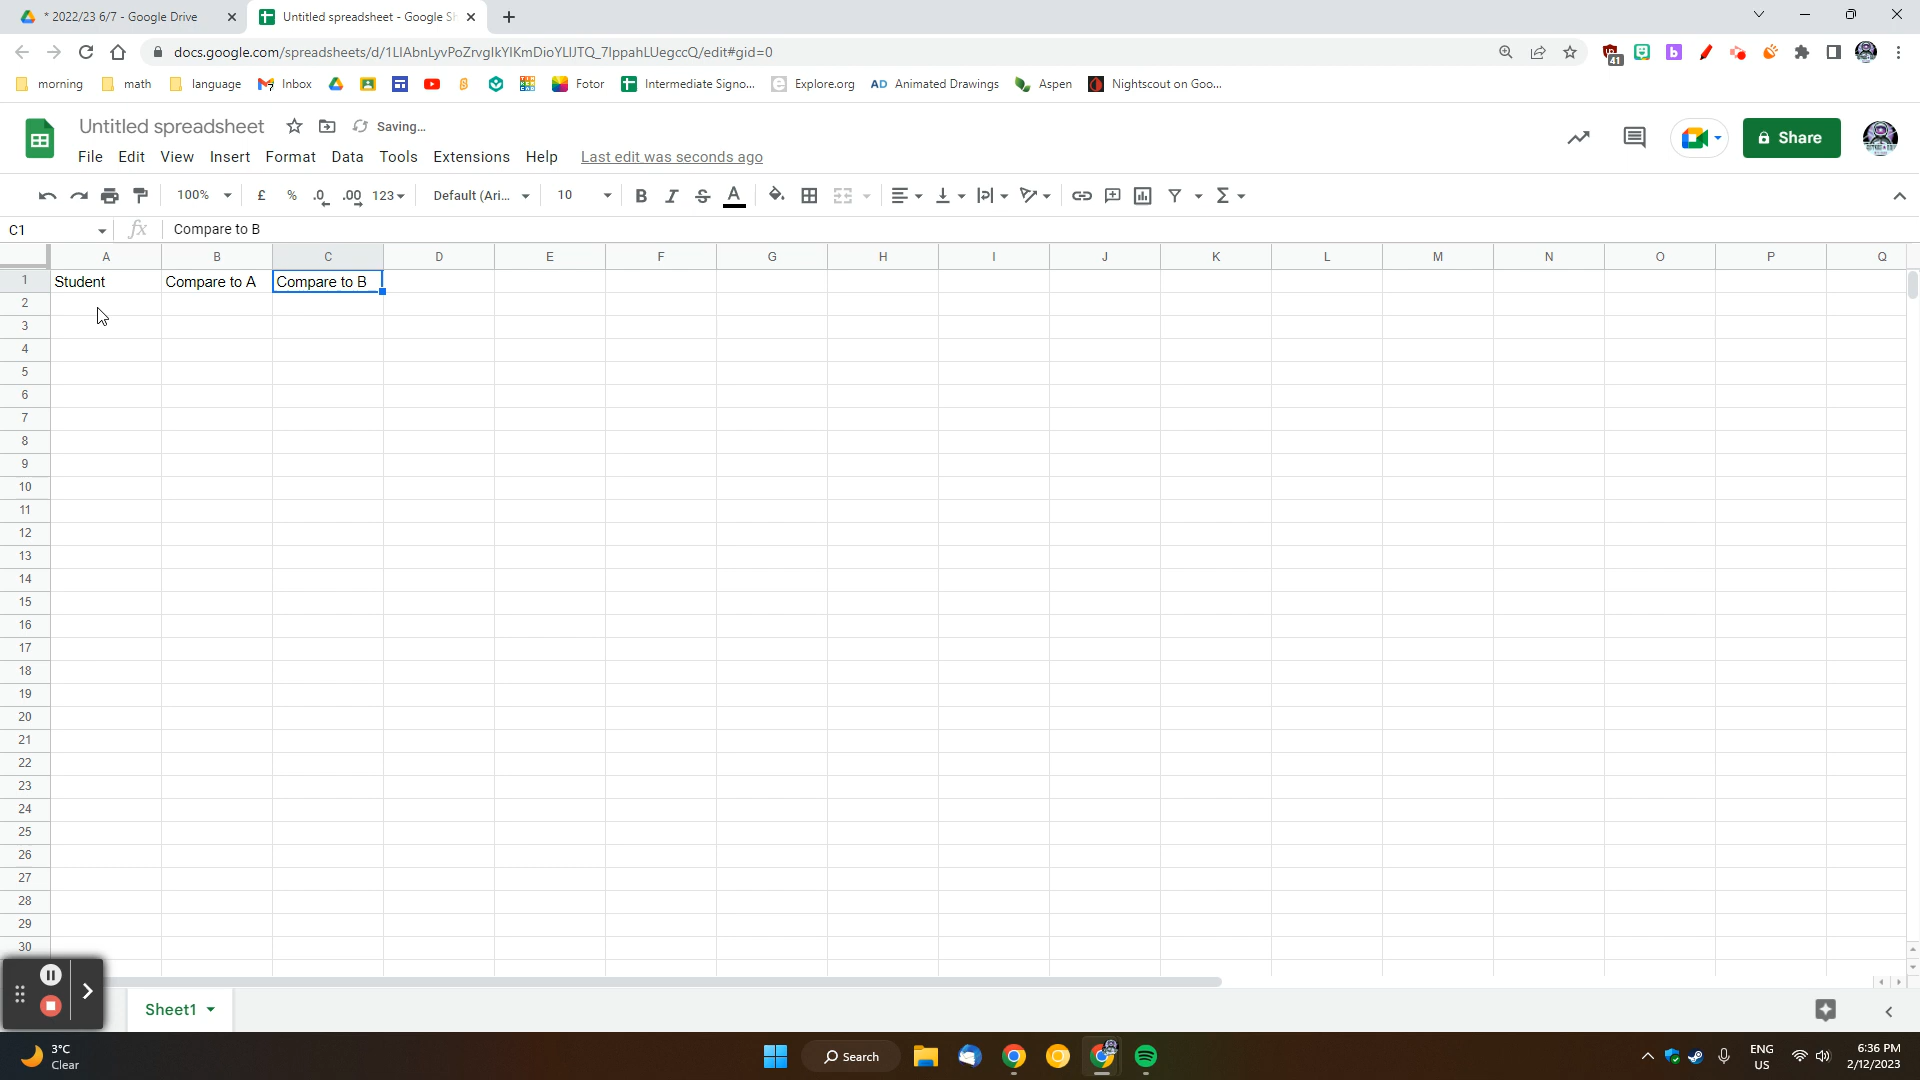 * 2022/23 6/7 - Google Drive
Untitled spreadsheet - Google Sh
docs.google.com/spreadsheets/d/1LlAbnLyvPoZrvglkYlKmDioYLlJTQ_7lppahLUegccQ/edit#gid=0
41
morning
math
language
Inbox
Fotor
Intermediate Signo...
Explore.org
AD Animated Drawings
Aspen
Nightscout on Goo...
Untitled spreadsheet
Saving...
File Edit View Insert Format Data Tools Extensions Help Last edit was seconds ago
Share
100% £ % .0 .00 123 Default (Ari... 10 B I S A Σ
C1 fx Compare to B
A B C D E F G H I J K L M N O P Q
1 Student Compare to A Compare to B
2
3
4
5
6
7
8
9
10
11
12
13
14
15
16
17
18
19
20
21
22
23
24
25
26
27
28
29
30
Sheet1
3°C
Clear
Search
ENG
US
6:36 PM
2/12/2023